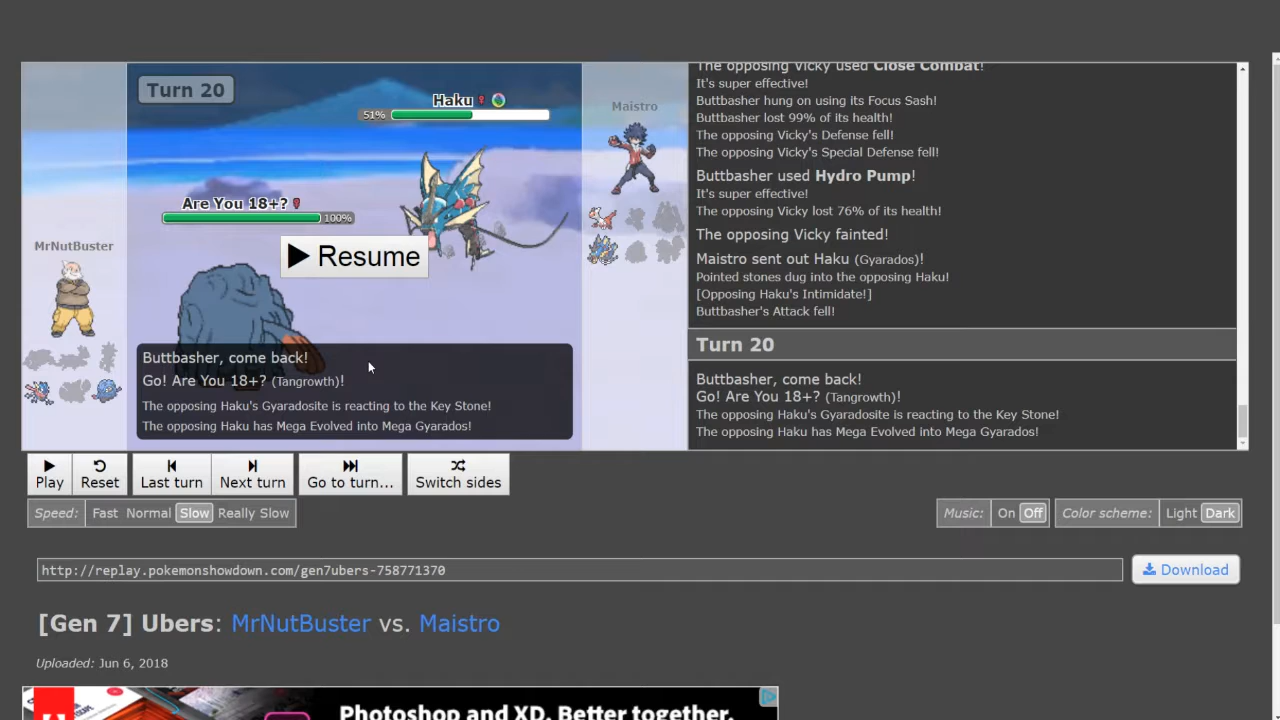 Turn 20
Haku
51%
Are You 18+?
100%
Resume
Buttbasher, come back!
Go! Are You 18+? (Tangrowth)!
The opposing Haku's Gyaradosite is reacting to the Key Stone!
The opposing Haku has Mega Evolved into Mega Gyarados!
MrNutBuster
Maistro
The opposing Vicky used Close Combat!
It's super effective!
Buttbasher hung on using its Focus Sash!
Buttbasher lost 99% of its health!
The opposing Vicky's Defense fell!
The opposing Vicky's Special Defense fell!
Buttbasher used Hydro Pump!
It's super effective!
The opposing Vicky lost 76% of its health!
The opposing Vicky fainted!
Maistro sent out Haku (Gyarados)!
Pointed stones dug into the opposing Haku!
[Opposing Haku's Intimidate!]
Buttbasher's Attack fell!
Turn 20
Buttbasher, come back!
Go! Are You 18+? (Tangrowth)!
The opposing Haku's Gyaradosite is reacting to the Key Stone!
The opposing Haku has Mega Evolved into Mega Gyarados!
Play Reset Last turn Next turn Go to turn... Switch sides
Speed: Fast Normal Slow Really Slow
Music: On Off Color scheme: Light Dark
http://replay.pokemonshowdown.com/gen7ubers-758771370
Download
[Gen 7] Ubers: MrNutBuster vs. Maistro
Uploaded: Jun 6, 2018
Photoshop and XD. Better together.